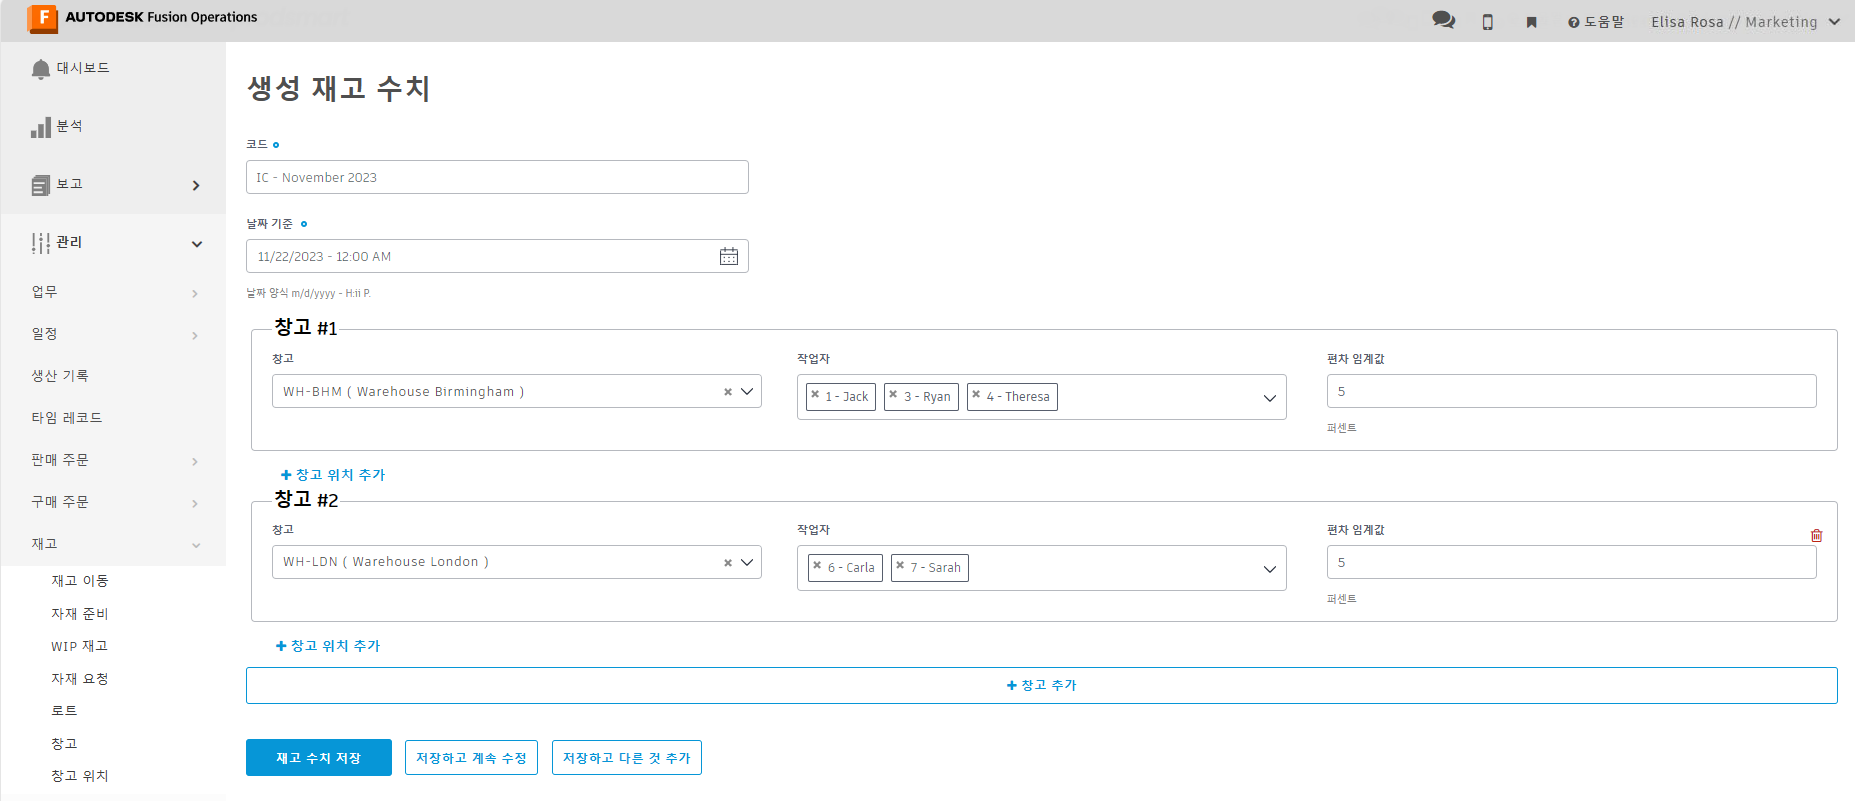 AUTODESK Fusion Operations
도움말
Elisa Rosa // Marketing
대시보드
분석
보고
관리
업무
일정
생산 기록
타임 레코드
판매 주문
구매 주문
재고
재고 이동
자재 준비
WIP 재고
자재 요청
로트
창고
창고 위치
생성 재고 수치
코드
IC - November 2023
날짜 기준
11/22/2023 - 12:00 AM
날짜 양식 m/d/yyyy - H:ii P.
창고 #1
창고 작업자 편차 임계값
WH-BHM ( Warehouse Birmingham ) × 1 - Jack × 3 - Ryan × 4 - Theresa 5
퍼센트
+ 창고 위치 추가
창고 #2
창고 작업자 편차 임계값
WH-LDN ( Warehouse London ) × 6 - Carla × 7 - Sarah 5
퍼센트
+ 창고 위치 추가
+ 창고 추가
재고 수치 저장 저장하고 계속 수정 저장하고 다른 것 추가